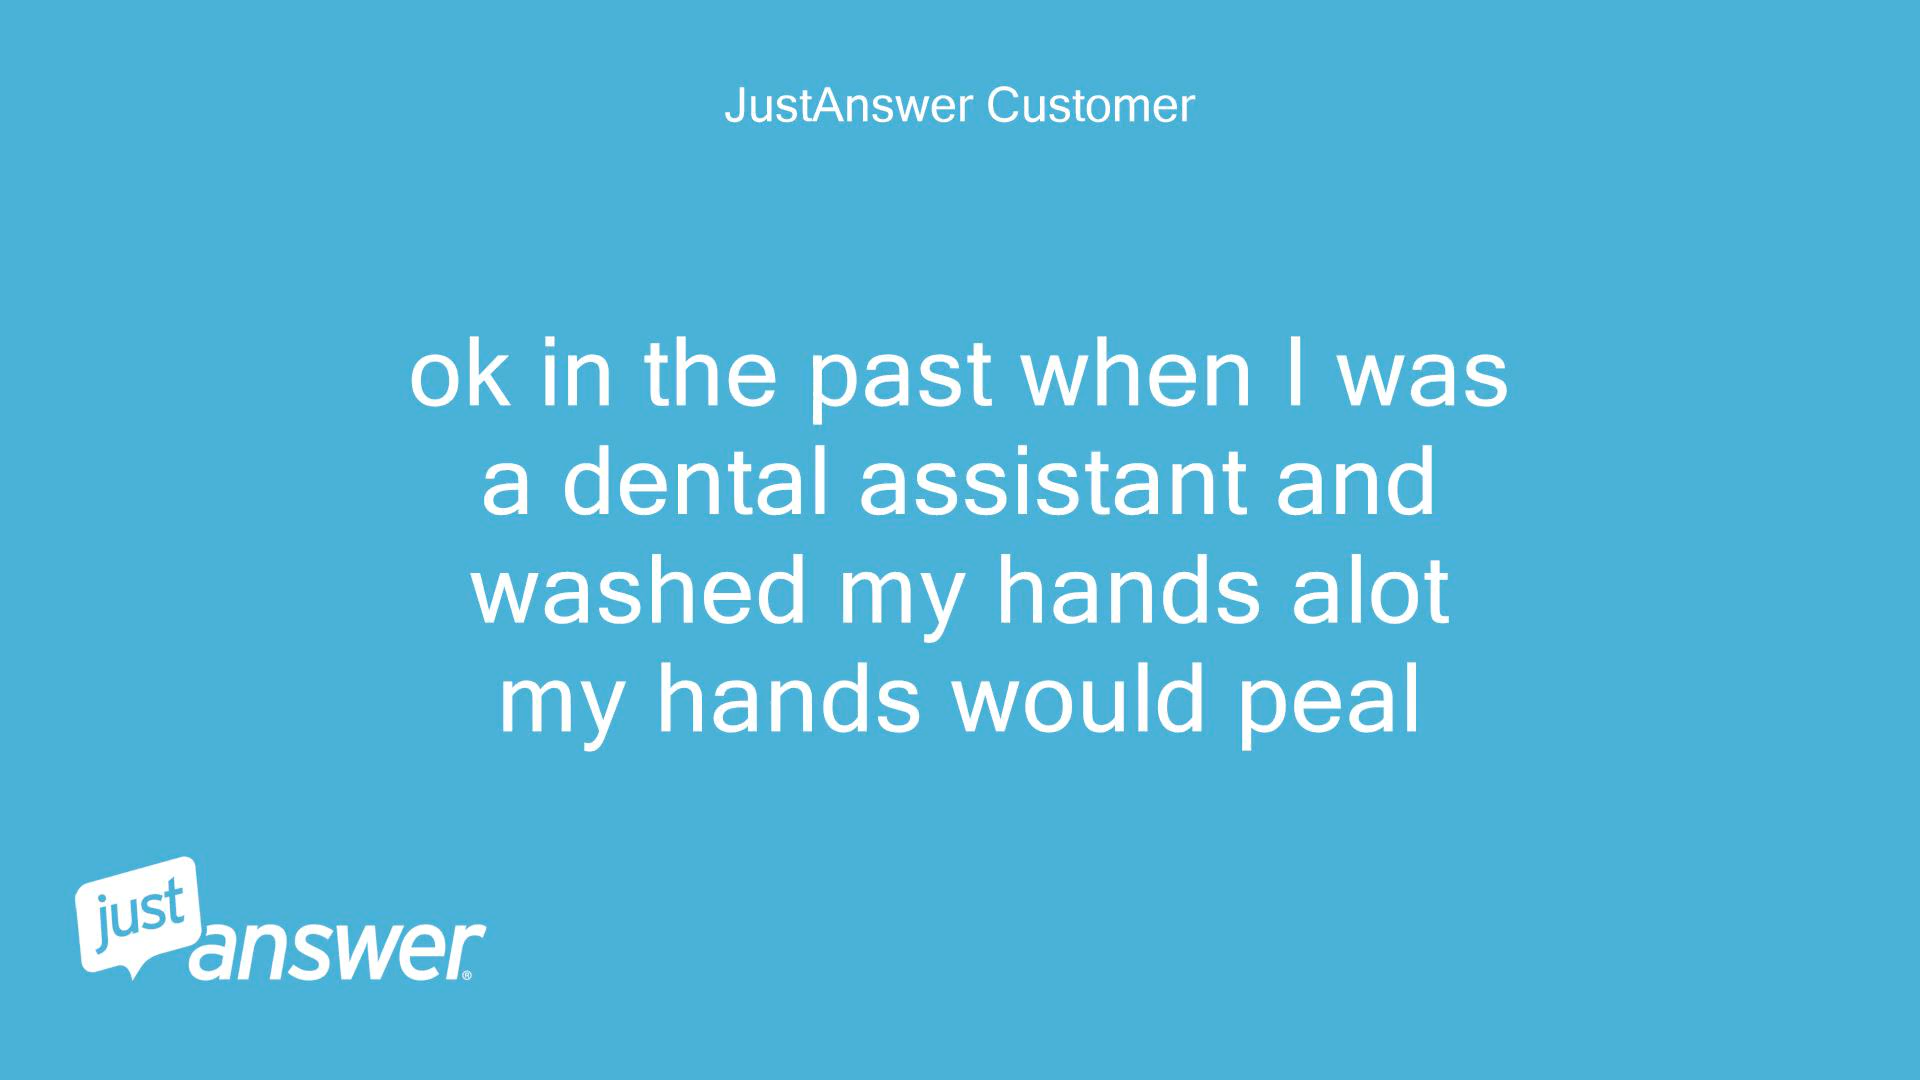 JustAnswer Customer
ok in the past when I was
a dental assistant and
washed my hands alot
my hands would peal
just
answer®